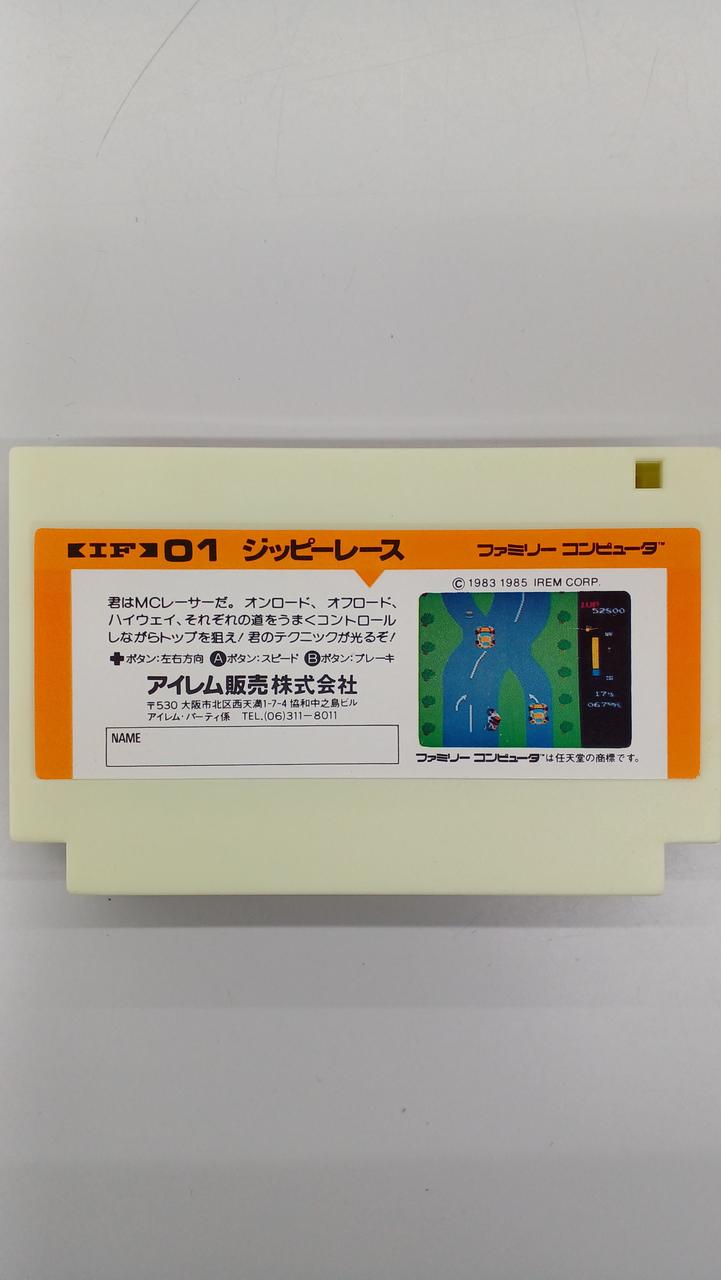 IF 01 ジッピーレース ファミリー コンピュータ™
© 1983 1985 IREM CORP.
君はMCレーサーだ。オンロード、オフロード、
ハイウェイ、それぞれの道をうまくコントロール
しながらトップを狙え！君のテクニックが光るぞ！
✚ボタン:左右方向 Ⓐボタン:スピード Ⓑボタン:ブレーキ
アイレム販売株式会社
〒530 大阪市北区西天満1-7-4 協和中之島ビル
アイレム・パーティ係 TEL.(06)311-8011
NAME
1UP
52800
ファミリー コンピュータ™は任天堂の商標です。